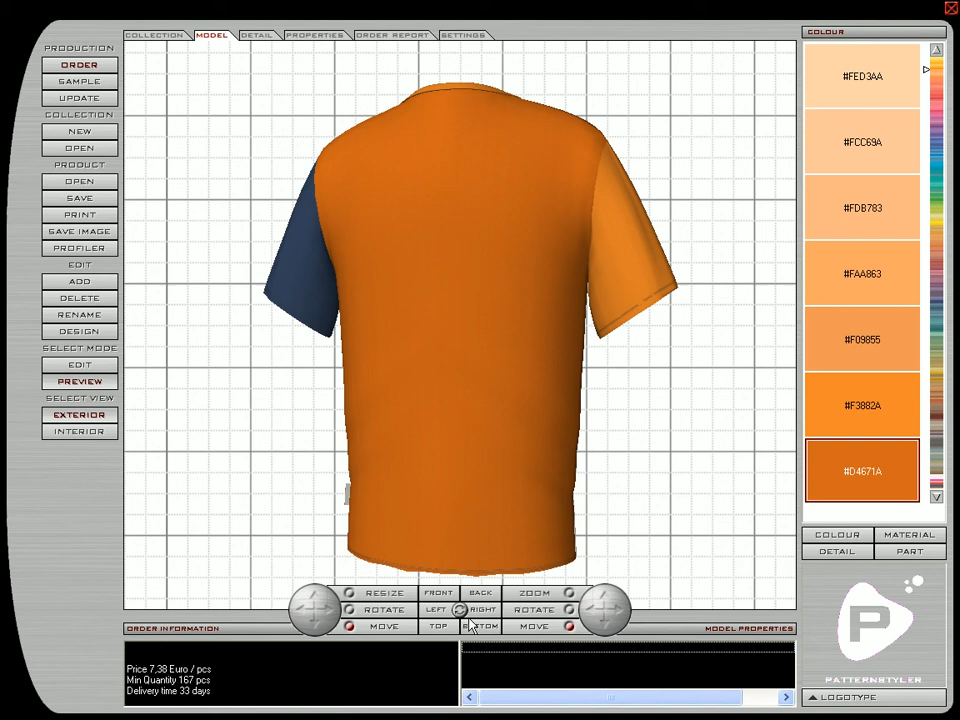 COLLECTION MODEL DETAIL PROPERTIES ORDER REPORT SETTINGS
COLOUR
PRODUCTION
ORDER
SAMPLE
UPDATE
COLLECTION
NEW
OPEN
PRODUCT
OPEN
SAVE
PRINT
SAVE IMAGE
PROFILER
EDIT
ADD
DELETE
RENAME
DESIGN
SELECT MODE
EDIT
PREVIEW
SELECT VIEW
EXTERIOR
INTERIOR
#FED3AA
#FCC69A
#FDB783
#FAA863
#F09855
#F3882A
#D4671A
COLOUR MATERIAL
DETAIL PART
RESIZE FRONT BACK ZOOM
ROTATE LEFT RIGHT ROTATE
MOVE TOP BOTTOM MOVE
ORDER INFORMATION
MODEL PROPERTIES
Price 7,38 Euro / pcs
Min Quantity 167 pcs
Delivery time 33 days
P
PATTERNSTYLER
LOGOTYPE